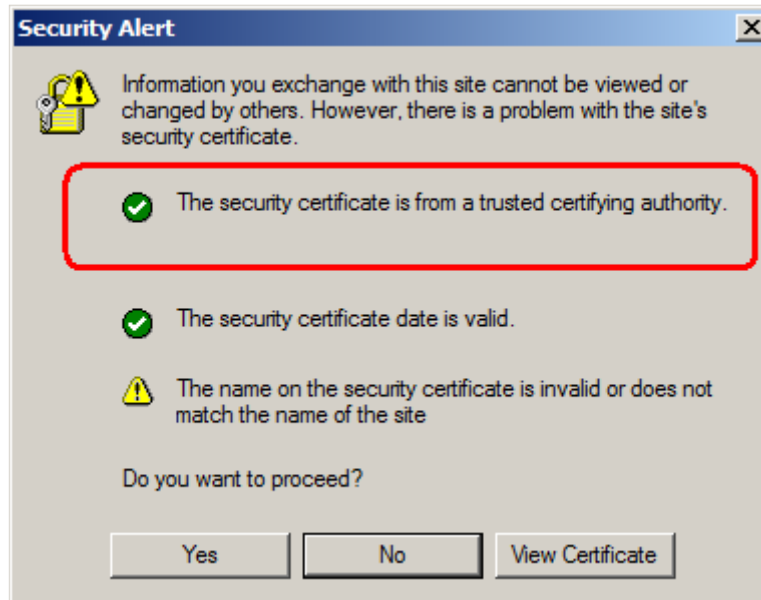 Security Alert
Information you exchange with this site cannot be viewed or
changed by others. However, there is a problem with the site's
security certificate.
The security certificate is from a trusted certifying authority.
The security certificate date is valid.
The name on the security certificate is invalid or does not
match the name of the site
Do you want to proceed?
Yes
No
View Certificate